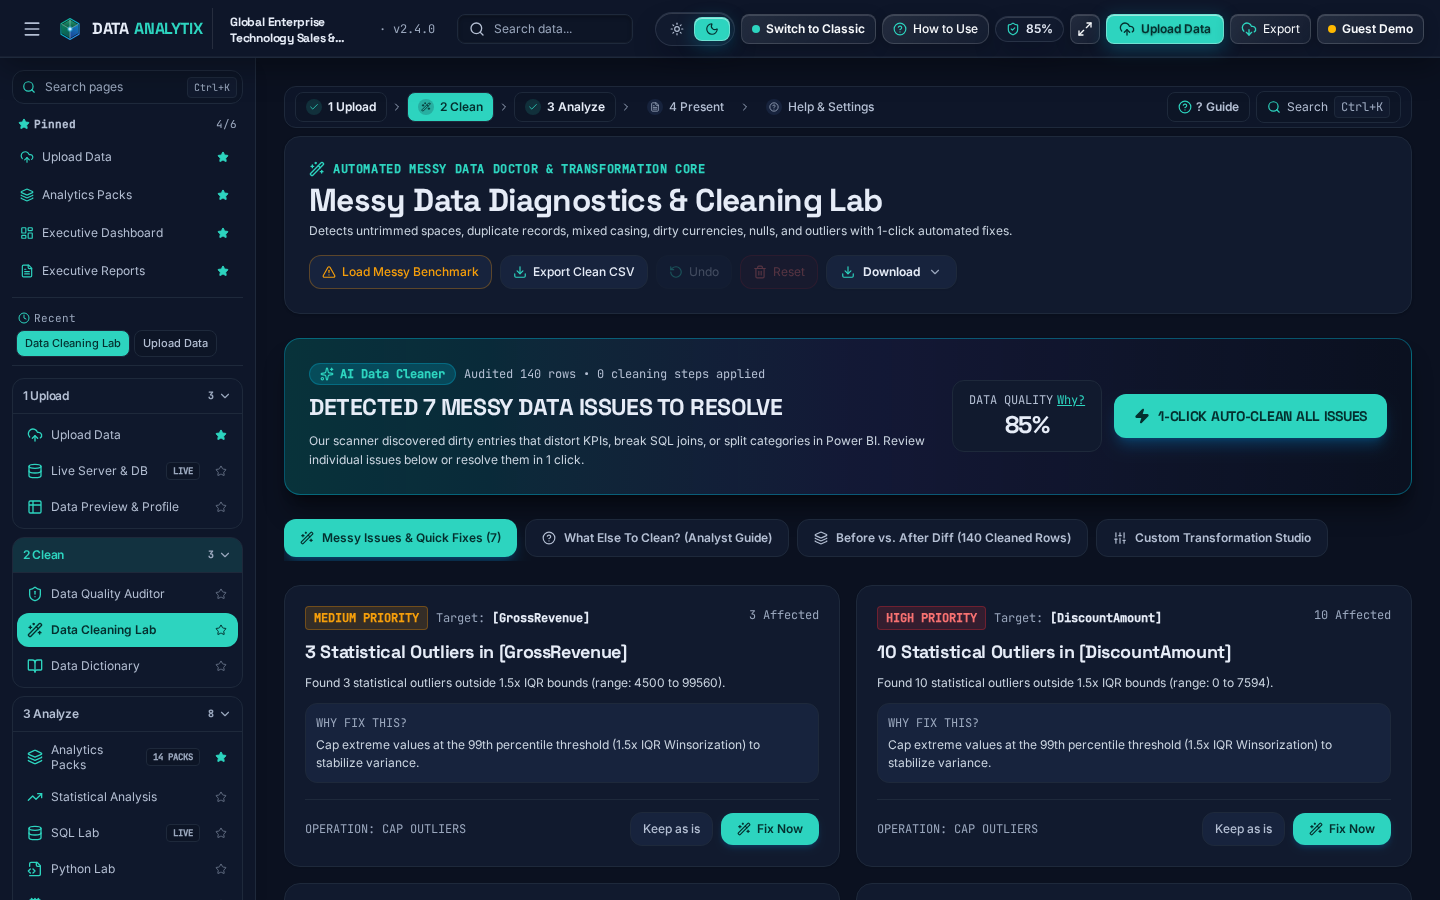 DATA ANALYTIX
Global Enterprise
Technology Sales &...
· v2.4.0
Search data...
Switch to Classic
How to Use
85%
Upload Data
Export
Guest Demo
Search pages
Ctrl+K
Pinned
4/6
Upload Data
Analytics Packs
Executive Dashboard
Executive Reports
Recent
Data Cleaning Lab
Upload Data
1 Upload
3
Upload Data
Live Server & DB
LIVE
Data Preview & Profile
2 Clean
3
Data Quality Auditor
Data Cleaning Lab
Data Dictionary
3 Analyze
8
Analytics
Packs
14 PACKS
Statistical Analysis
SQL Lab
LIVE
Python Lab
1 Upload
2 Clean
3 Analyze
4 Present
Help & Settings
? Guide
Search
Ctrl+K
AUTOMATED MESSY DATA DOCTOR & TRANSFORMATION CORE
Messy Data Diagnostics & Cleaning Lab
Detects untrimmed spaces, duplicate records, mixed casing, dirty currencies, nulls, and outliers with 1-click automated fixes.
Load Messy Benchmark
Export Clean CSV
Undo
Reset
Download
AI Data Cleaner
Audited 140 rows • 0 cleaning steps applied
DETECTED 7 MESSY DATA ISSUES TO RESOLVE
Our scanner discovered dirty entries that distort KPIs, break SQL joins, or split categories in Power BI. Review
individual issues below or resolve them in 1 click.
DATA QUALITY Why?
85%
1-CLICK AUTO-CLEAN ALL ISSUES
Messy Issues & Quick Fixes (7)
What Else To Clean? (Analyst Guide)
Before vs. After Diff (140 Cleaned Rows)
Custom Transformation Studio
MEDIUM PRIORITY
Target: [GrossRevenue]
3 Affected
3 Statistical Outliers in [GrossRevenue]
Found 3 statistical outliers outside 1.5x IQR bounds (range: 4500 to 99560).
WHY FIX THIS?
Cap extreme values at the 99th percentile threshold (1.5x IQR Winsorization) to
stabilize variance.
OPERATION: CAP OUTLIERS
Keep as is
Fix Now
HIGH PRIORITY
Target: [DiscountAmount]
10 Affected
10 Statistical Outliers in [DiscountAmount]
Found 10 statistical outliers outside 1.5x IQR bounds (range: 0 to 7594).
WHY FIX THIS?
Cap extreme values at the 99th percentile threshold (1.5x IQR Winsorization) to
stabilize variance.
OPERATION: CAP OUTLIERS
Keep as is
Fix Now